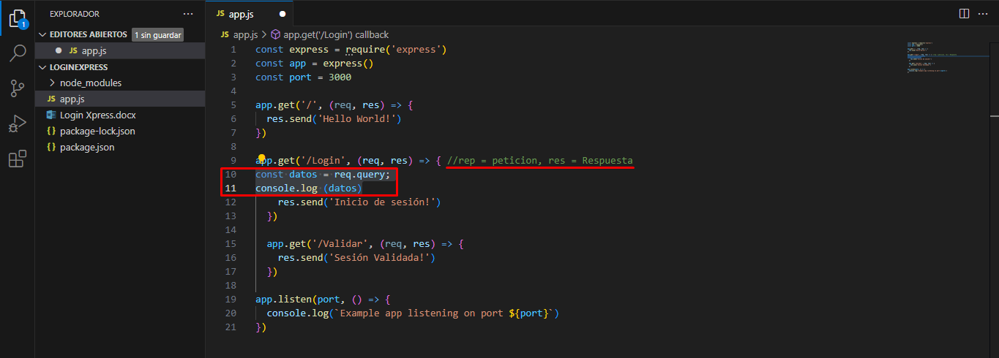 EXPLORADOR
EDITORES ABIERTOS 1 sin guardar
JS app.js
LOGINEXPRESS
node_modules
JS app.js
Login Xpress.docx
{} package-lock.json
{} package.json
1
JS app.js
JS app.js > app.get('/Login') callback
1 const express = require('express')
2 const app = express()
3 const port = 3000
4
5 app.get('/', (req, res) => {
6 res.send('Hello World!')
7 })
8
9 app.get('/Login', (req, res) => { //rep = peticion, res = Respuesta
10 const datos = req.query;
11 console.log (datos)
12 res.send('Inicio de sesión!')
13 })
14
15 app.get('/Validar', (req, res) => {
16 res.send('Sesión Validada!')
17 })
18
19 app.listen(port, () => {
20 console.log(`Example app listening on port ${port}`)
21 })